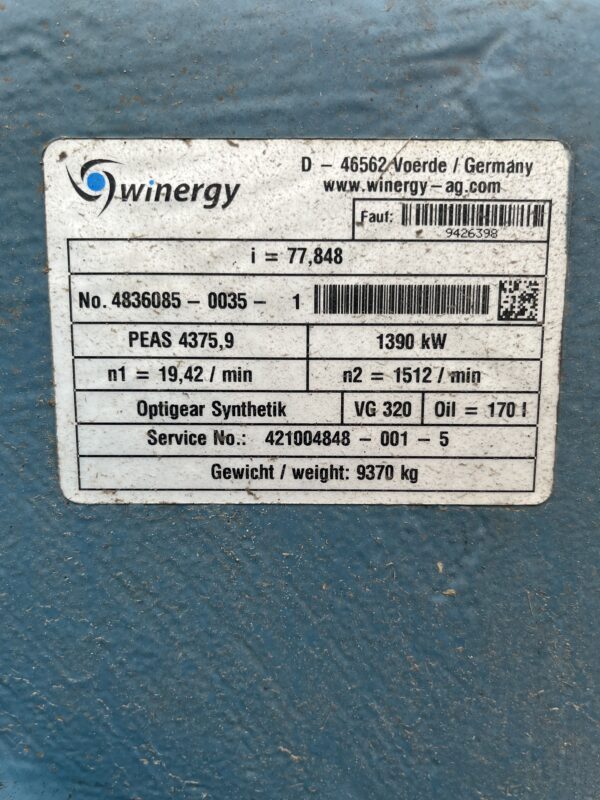 winergy
D - 46562 Voerde / Germany
www.winergy-ag.com
Fauf:
9426398
i = 77,848
No. 4836085 - 0035 - 1
PEAS 4375,9 1390 kW
n1 = 19,42 / min n2 = 1512 / min
Optigear Synthetik VG 320 Oil = 170 l
Service No.: 421004848 - 001 - 5
Gewicht / weight: 9370 kg